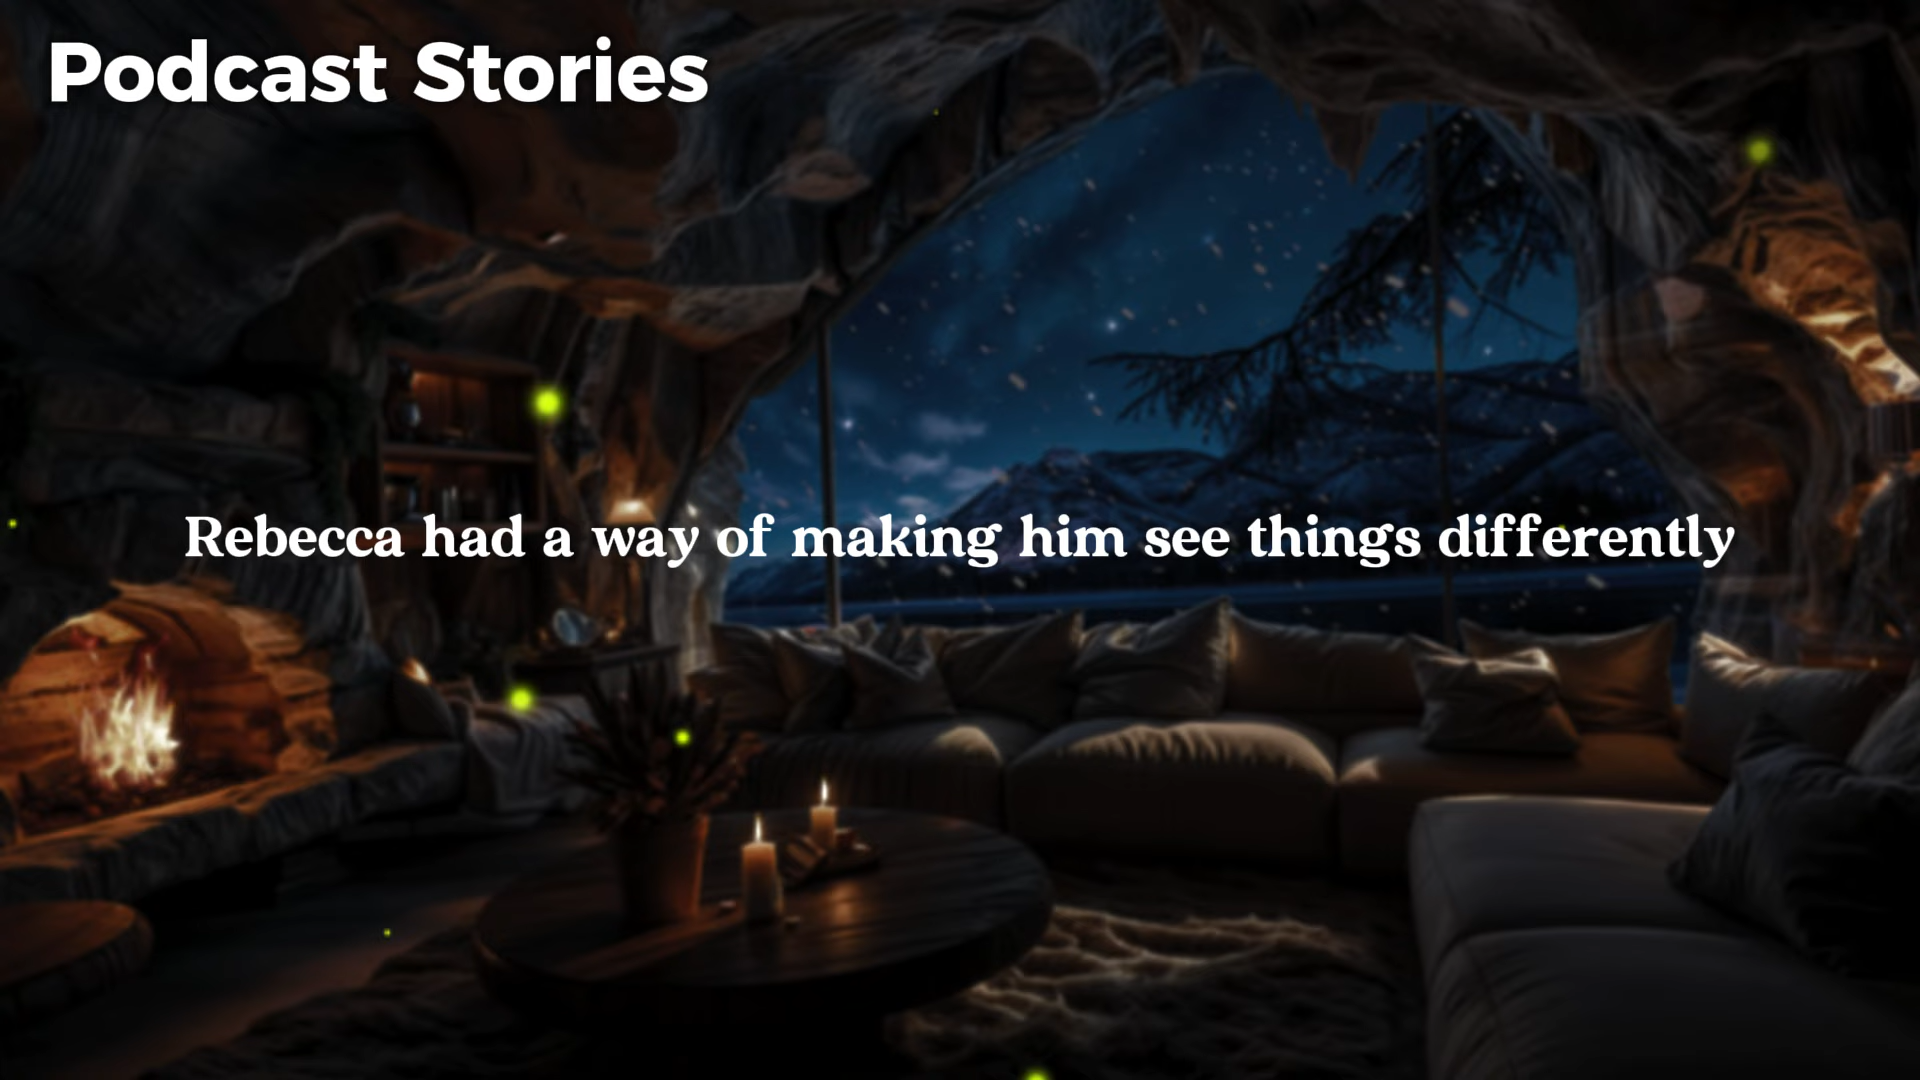 Podcast Stories
Rebecca had a way of making him see things differently